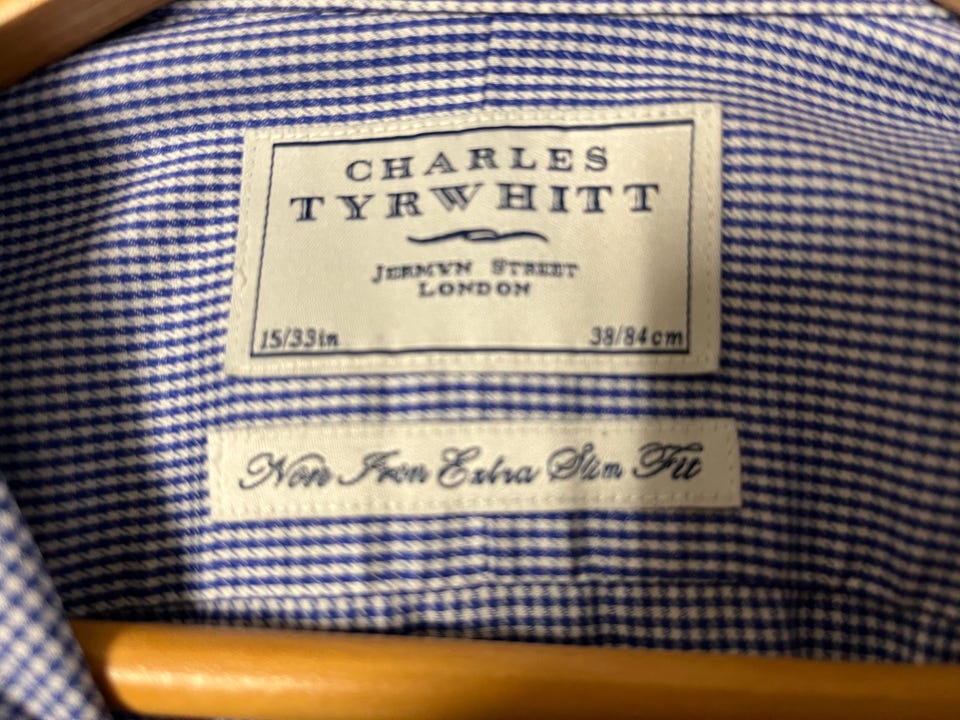 CHARLES
TYRWHITT
JERMYN STREET
LONDON
15/33in 38/84cm
Non Iron Extra Slim Fit